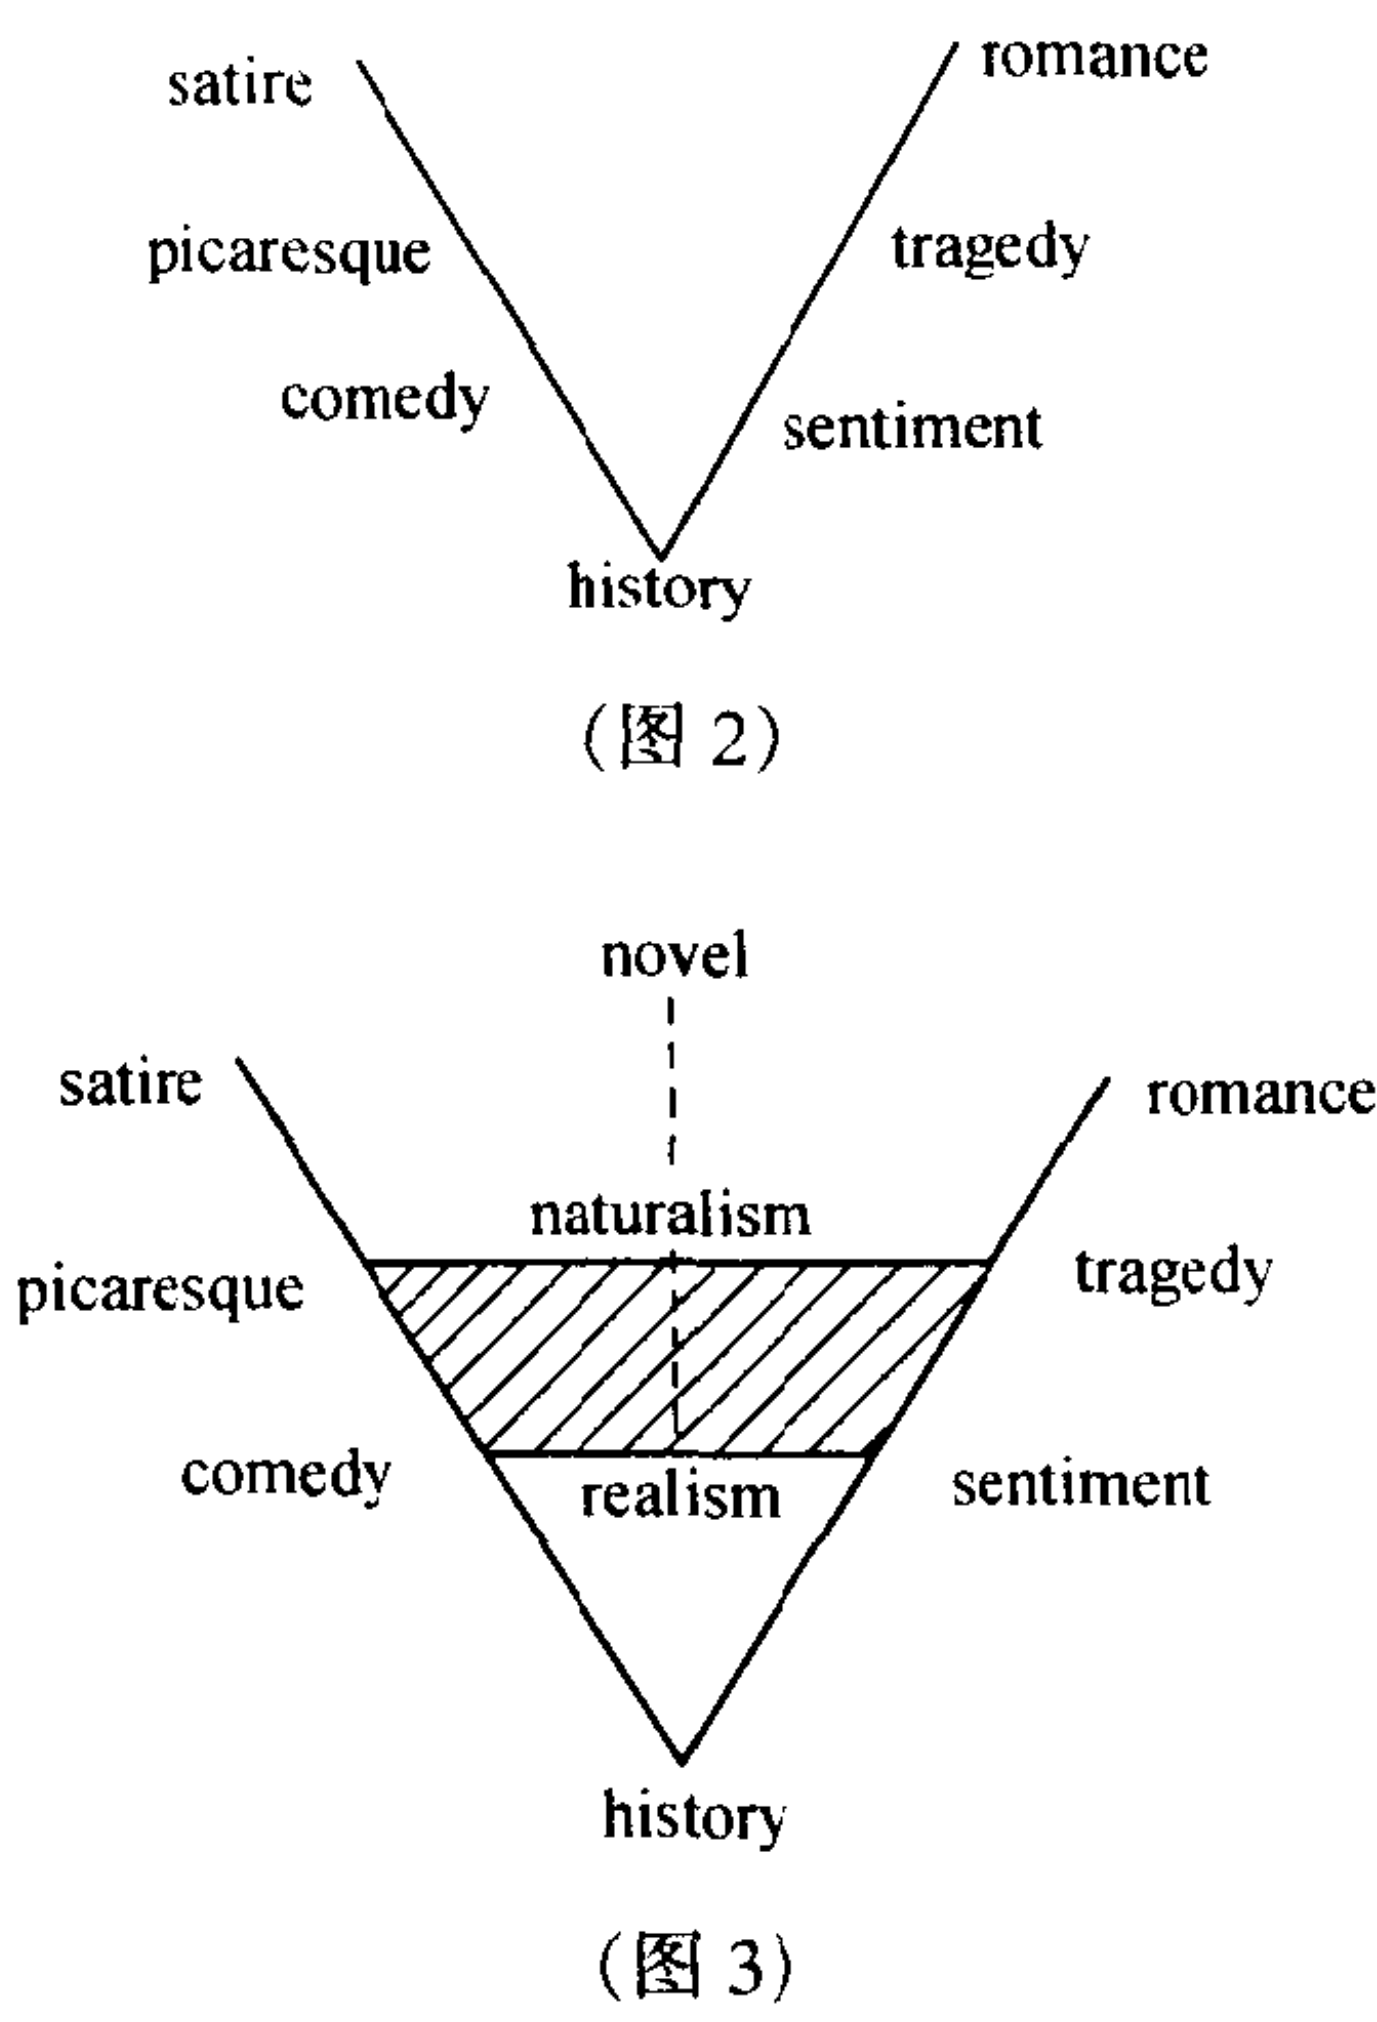 satire romance
picaresque tragedy
comedy sentiment
history
(图 2)
novel
satire romance
naturalism
picaresque tragedy
comedy realism sentiment
history
(图 3)